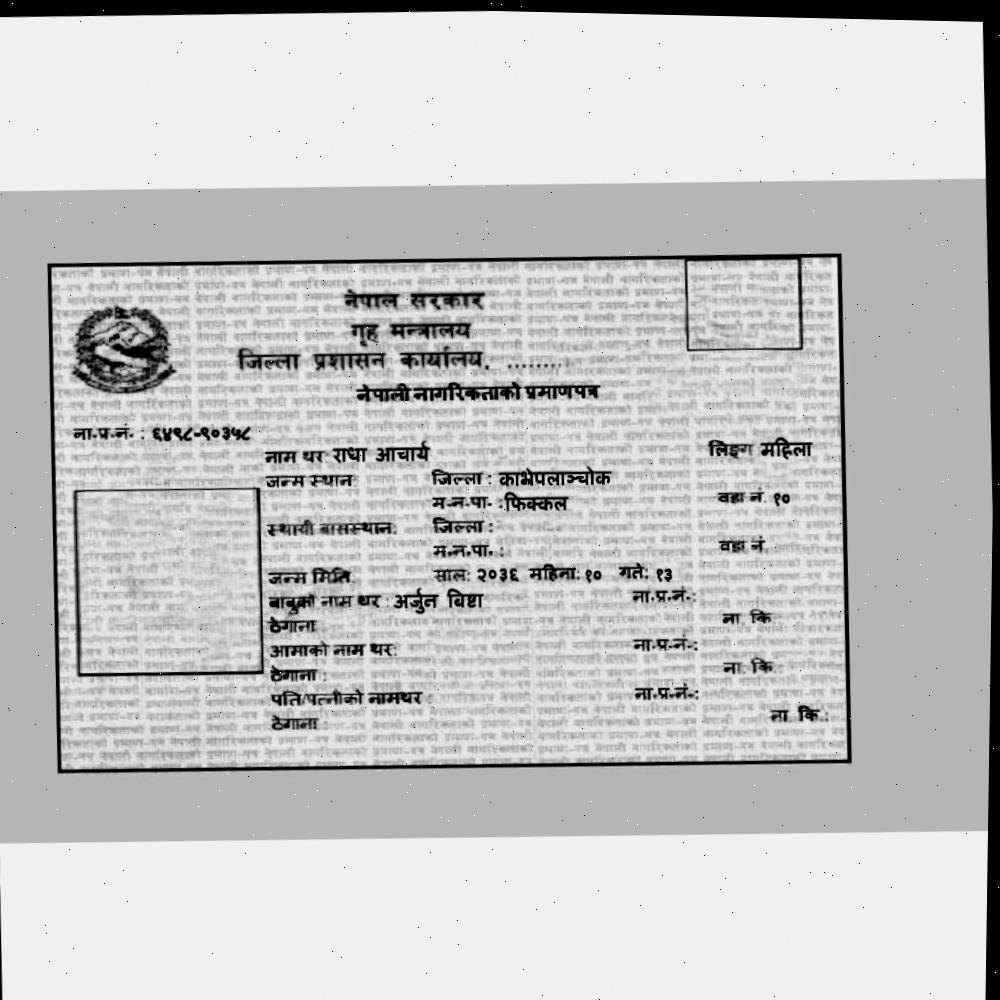 नेपाल सरकार
गृह मन्त्रालय
जिल्ला प्रशासन कार्यालय, .........
नेपाली नागरिकताको प्रमाणपत्र
ना.प्र.नं. : ६४९८-९०३५८
नाम थर: राधा आचार्य लिङ्ग महिला
जन्म स्थान: जिल्ला : काभ्रेपलाञ्चोक
म.न.पा. : फिक्कल वडा नं. १०
स्थायी बासस्थान: जिल्ला :
म.न.पा. : वडा नं.
जन्म मिति: साल: २०३६ महिना: १० गते: १३
बाबुको नाम थर : अर्जुन बिष्ट ना.प्र.नं.:
ठेगाना: ना. कि.:
आमाको नाम थर: ना.प्र.नं.:
ठेगाना : ना. कि.:
पति/पत्नीको नामथर : ना.प्र.नं.:
ठेगाना: ना. कि.: